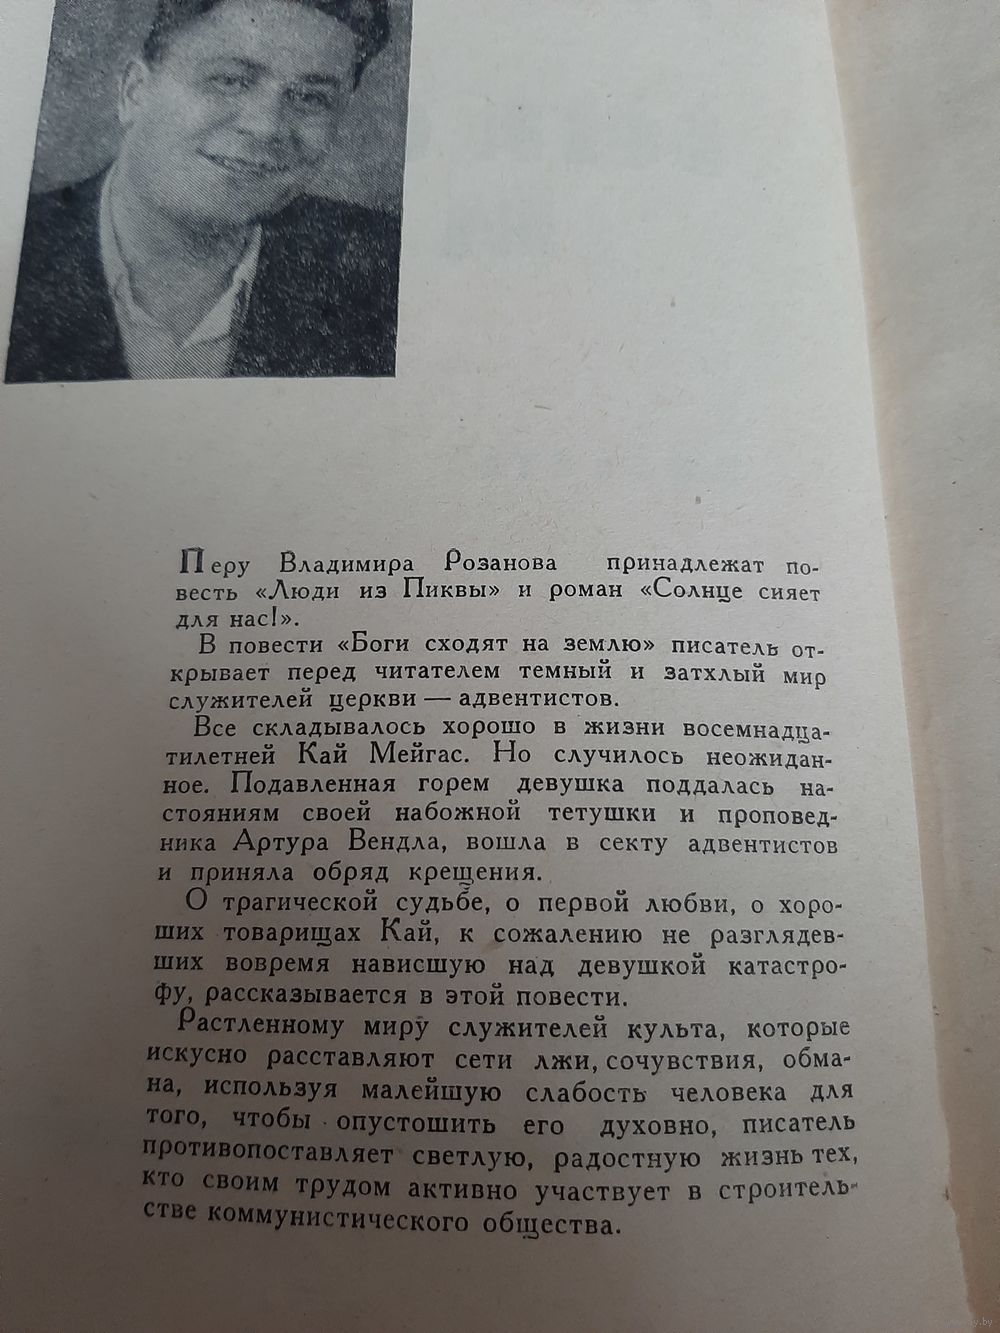 Перу Владимира Розанова принадлежат по-
весть «Люди из Пиквы» и роман «Солнце сияет
для нас!».
В повести «Боги сходят на землю» писатель от-
крывает перед читателем темный и затхлый мир
служителей церкви — адвентистов.
Все складывалось хорошо в жизни восемнадца-
тилетней Кай Мейгас. Но случилось неожидан-
ное. Подавленная горем девушка поддалась на-
стояниям своей набожной тетушки и проповед-
ника Артура Вендла, вошла в секту адвентистов
и приняла обряд крещения.
О трагической судьбе, о первой любви, о хоро-
ших товарищах Кай, к сожалению не разглядев-
ших вовремя нависшую над девушкой катастро-
фу, рассказывается в этой повести.
Растленному миру служителей культа, которые
искусно расставляют сети лжи, сочувствия, обма-
на, используя малейшую слабость человека для
того, чтобы опустошить его духовно, писатель
противопоставляет светлую, радостную жизнь тех,
кто своим трудом активно участвует в строитель-
стве коммунистического общества.